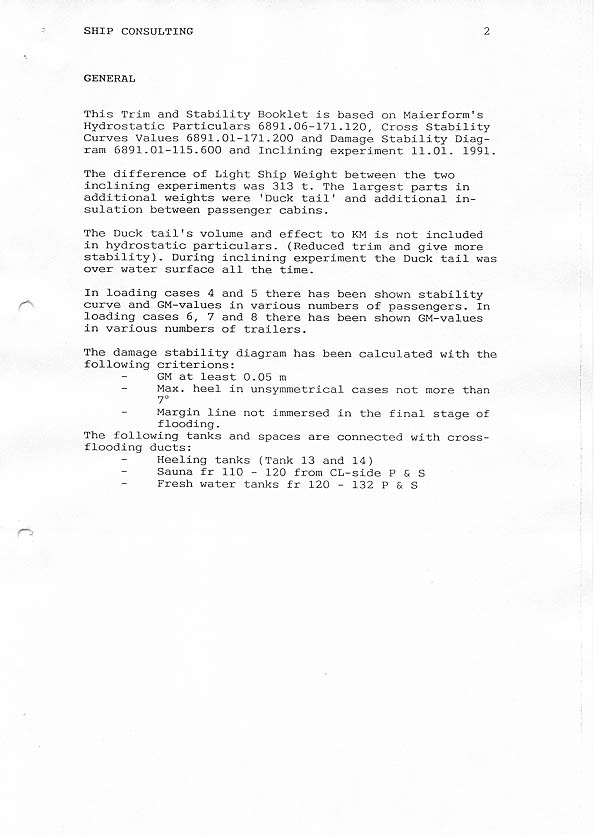 SHIP CONSULTING 2
GENERAL
This Trim and Stability Booklet is based on Maierform's
Hydrostatic Particulars 6891.06-171.120, Cross Stability
Curves Values 6891.01-171.200 and Damage Stability Diag-
ram 6891.01-115.600 and Inclining experiment 11.01. 1991.
The difference of Light Ship Weight between the two
inclining experiments was 313 t. The largest parts in
additional weights were 'Duck tail' and additional in-
sulation between passenger cabins.
The Duck tail's volume and effect to KM is not included
in hydrostatic particulars. (Reduced trim and give more
stability). During inclining experiment the Duck tail was
over water surface all the time.
In loading cases 4 and 5 there has been shown stability
curve and GM-values in various numbers of passengers. In
loading cases 6, 7 and 8 there has been shown GM-values
in various numbers of trailers.
The damage stability diagram has been calculated with the
following criterions:
- GM at least 0.05 m
- Max. heel in unsymmetrical cases not more than
7°
- Margin line not immersed in the final stage of
flooding.
The following tanks and spaces are connected with cross-
flooding ducts:
- Heeling tanks (Tank 13 and 14)
- Sauna fr 110 - 120 from CL-side P & S
- Fresh water tanks fr 120 - 132 P & S